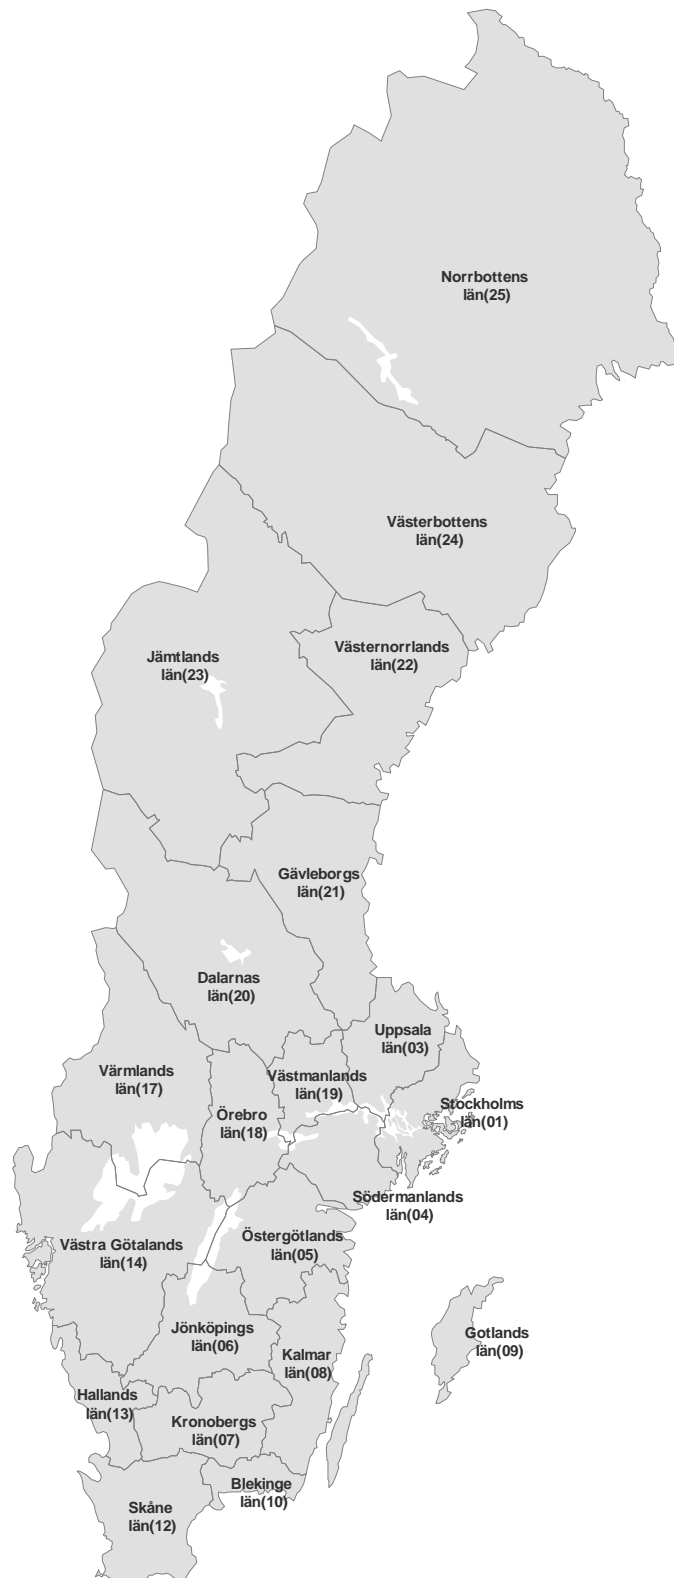 Norrbottens
län(25)
Västerbottens
län(24)
Västernorrlands
län(22)
Jämtlands
län(23)
Gävleborgs
län(21)
Dalarnas
län(20)
Uppsala
län(03)
Värmlands
län(17)
Västmanlands
län(19)
Örebro
län(18)
Stockholms
län(01)
Södermanlands
län(04)
Östergötlands
län(05)
Västra Götalands
län(14)
Jönköpings
län(06)
Gotlands
län(09)
Kalmar
län(08)
Hallands
län(13)
Kronobergs
län(07)
Blekinge
län(10)
Skåne
län(12)